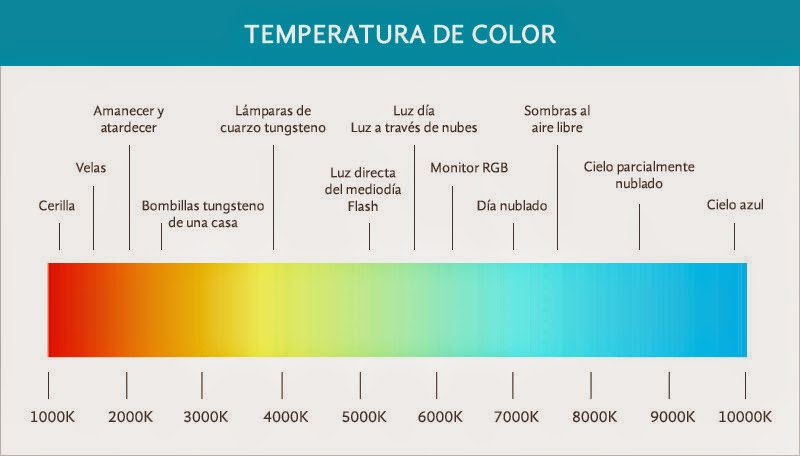 TEMPERATURA DE COLOR
Amanecer y
atardecer
Lámparas de
cuarzo tungsteno
Luz día
Luz a través de nubes
Sombras al
aire libre
Velas
Luz directa
del mediodía
Flash
Monitor RGB
Cielo parcialmente
nublado
Cerilla
Bombillas tungsteno
de una casa
Día nublado
Cielo azul
1000K 2000K 3000K 4000K 5000K 6000K 7000K 8000K 9000K 10000K